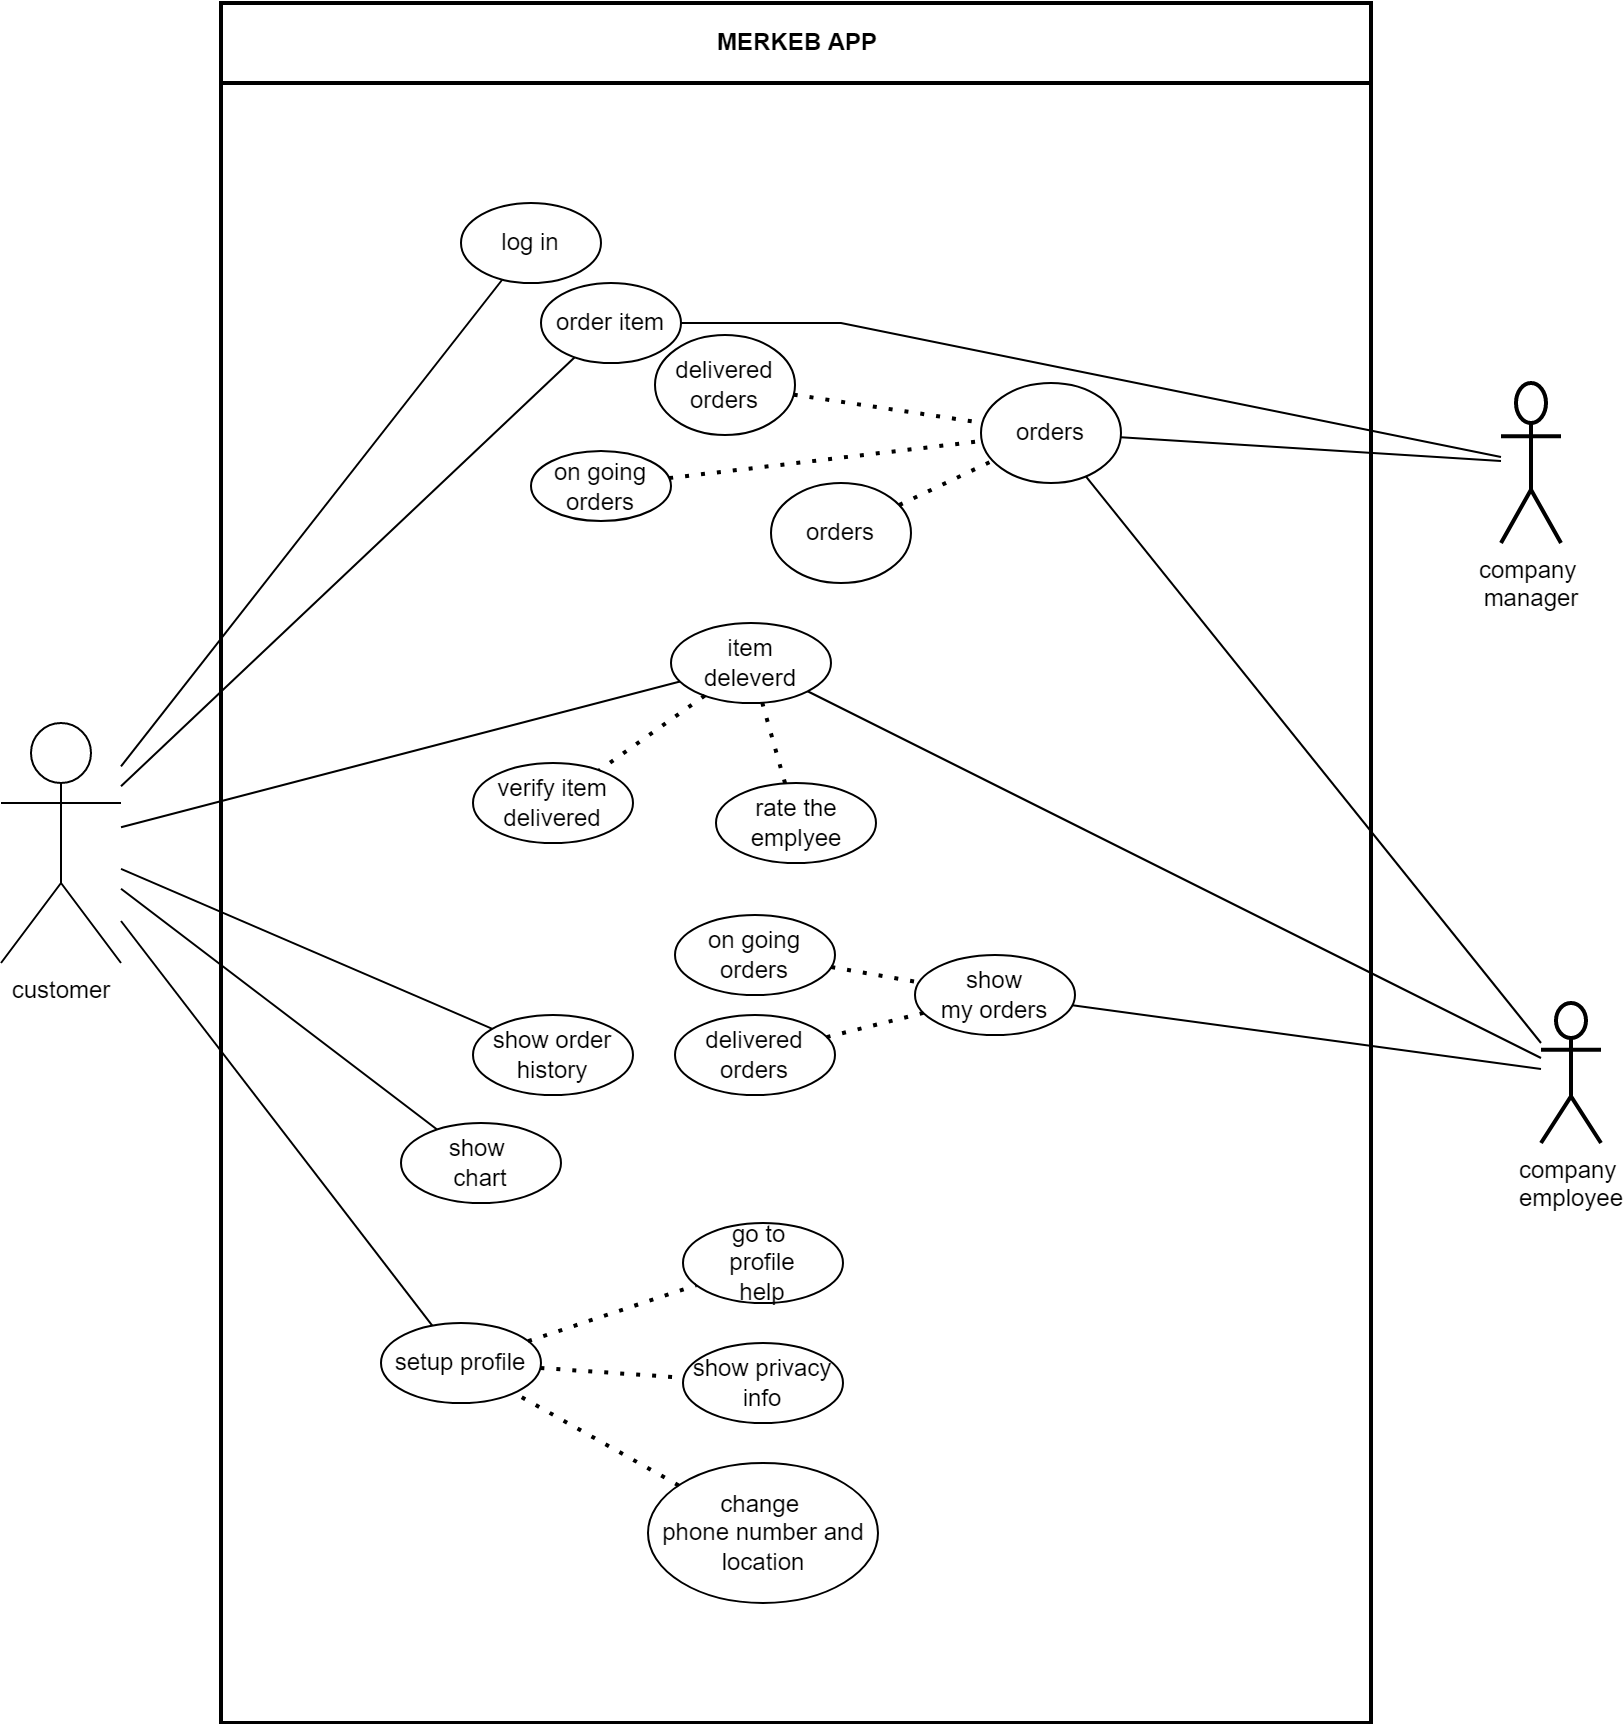 MERKEB APP
log in
order item
delivered
orders
orders
on going
orders
orders
company
manager
item
deleverd
verify item
delivered
rate the
emplyee
customer
on going
orders
show
my orders
show order
history
delivered
orders
show
chart
company
employee
go to
profile
help
setup profile
show privacy
info
change
phone number and
location